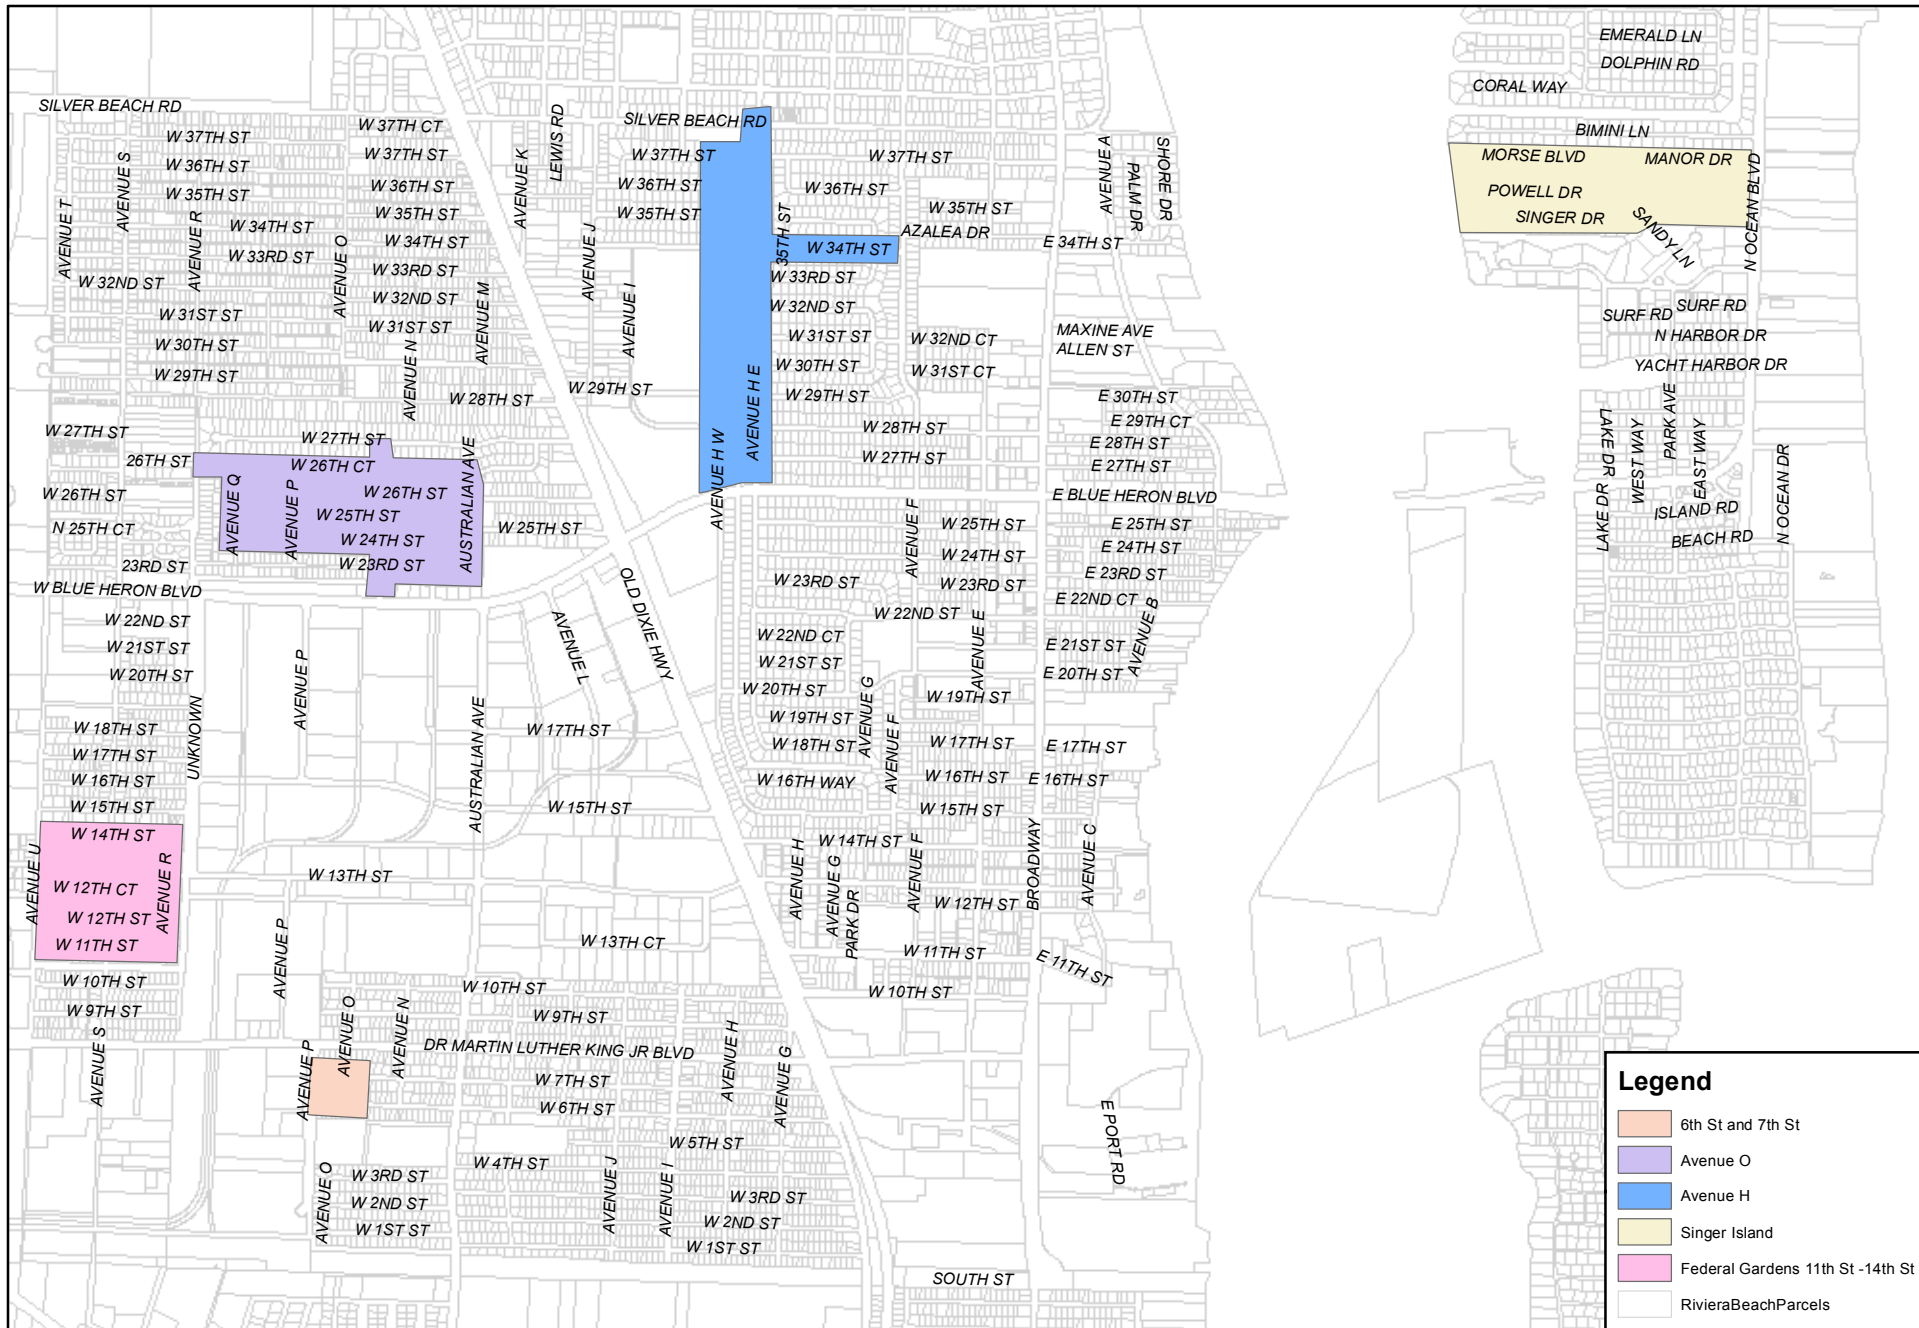 EMERALD LN
DOLPHIN RD
CORAL WAY
BIMINI LN
MORSE BLVD
MANOR DR
POWELL DR
SINGER DR
SANDY LN
N OCEAN BLVD
SURF RD
SURF RD
N HARBOR DR
YACHT HARBOR DR
PARK AVE
LAKE DR
LAKE DR
WEST WAY
EAST WAY
ISLAND RD
BEACH RD
N OCEAN DR
SILVER BEACH RD
W 37TH ST
W 36TH ST
W 35TH ST
W 34TH ST
W 33RD ST
W 32ND ST
W 31ST ST
W 30TH ST
W 29TH ST
AVENUE T
AVENUE S
AVENUE R
AVENUE O
W 37TH CT
W 37TH ST
W 36TH ST
W 35TH ST
W 34TH ST
W 33RD ST
W 32ND ST
W 31ST ST
AVENUE N
AVENUE M
W 28TH ST
AVENUE K
LEWIS RD
AVENUE J
AVENUE I
W 29TH ST
SILVER BEACH RD
W 37TH ST
W 36TH ST
W 35TH ST
W 37TH ST
W 36TH ST
W 35TH ST
AZALEA DR
35TH ST
W 34TH ST
W 33RD ST
W 32ND ST
W 31ST ST
W 30TH ST
W 29TH ST
W 32ND CT
W 31ST CT
W 28TH ST
W 27TH ST
AVENUE H E
AVENUE H W
AVENUE A
PALM DR
SHORE DR
E 34TH ST
MAXINE AVE
ALLEN ST
E 30TH ST
E 29TH CT
E 28TH ST
E 27TH ST
E BLUE HERON BLVD
E 25TH ST
E 24TH ST
E 23RD ST
E 22ND CT
AVENUE B
E 21ST ST
E 20TH ST
W 27TH ST
26TH ST
W 26TH ST
N 25TH CT
23RD ST
W BLUE HERON BLVD
W 27TH ST
W 26TH CT
W 26TH ST
W 25TH ST
W 24TH ST
W 23RD ST
AVENUE Q
AVENUE P
AUSTRALIAN AVE
W 25TH ST
OLD DIXIE HWY
AVENUE L
AVENUE F
W 25TH ST
W 24TH ST
W 23RD ST
W 23RD ST
W 22ND ST
W 22ND CT
W 21ST ST
W 20TH ST
W 19TH ST
W 18TH ST
W 16TH WAY
AVENUE G
AVENUE F
AVENUE E
W 19TH ST
W 17TH ST
W 16TH ST
W 15TH ST
E 17TH ST
E 16TH ST
W 22ND ST
W 21ST ST
W 20TH ST
W 18TH ST
W 17TH ST
W 16TH ST
W 15TH ST
UNKNOWN
AVENUE P
AUSTRALIAN AVE
W 17TH ST
W 15TH ST
W 14TH ST
W 12TH CT
W 12TH ST
W 11TH ST
AVENUE U
AVENUE R
W 13TH ST
AVENUE P
W 13TH CT
AVENUE H
W 14TH ST
AVENUE G
PARK DR
AVENUE F
W 12TH ST
W 11TH ST
W 10TH ST
BROADWAY
AVENUE C
E 11TH ST
W 10TH ST
W 9TH ST
AVENUE S
AVENUE P
AVENUE O
AVENUE N
W 10TH ST
W 9TH ST
DR MARTIN LUTHER KING JR BLVD
W 7TH ST
W 6TH ST
AVENUE H
AVENUE G
W 5TH ST
W 4TH ST
AVENUE O
W 3RD ST
W 2ND ST
W 1ST ST
AVENUE J
AVENUE I
W 3RD ST
W 2ND ST
W 1ST ST
E PORT RD
SOUTH ST
Legend
6th St and 7th St
Avenue O
Avenue H
Singer Island
Federal Gardens 11th St -14th St
RivieraBeachParcels